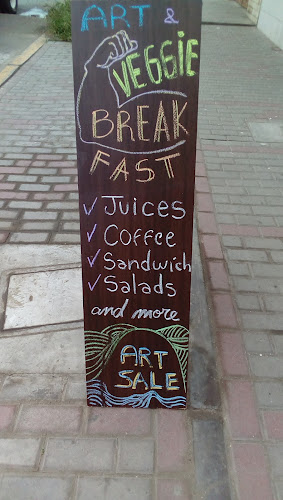 ART &
VEGGIE
BREAK
FAST
✓ Juices
✓ Coffee
✓ Sandwich
✓ Salads
and more
ART
SALE